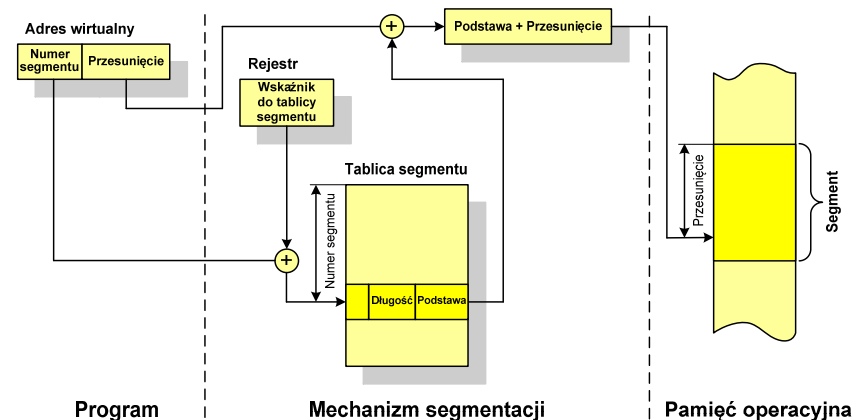 Adres wirtualny
Numer
segmentu
Przesunięcie
Rejestr
Wskaźnik
do tablicy
segmentu
+
Podstawa + Przesunięcie
Tablica segmentu
Numer segmentu
+
Długość
Podstawa
Przesunięcie
Segment
Program
Mechanizm segmentacji
Pamięć operacyjna